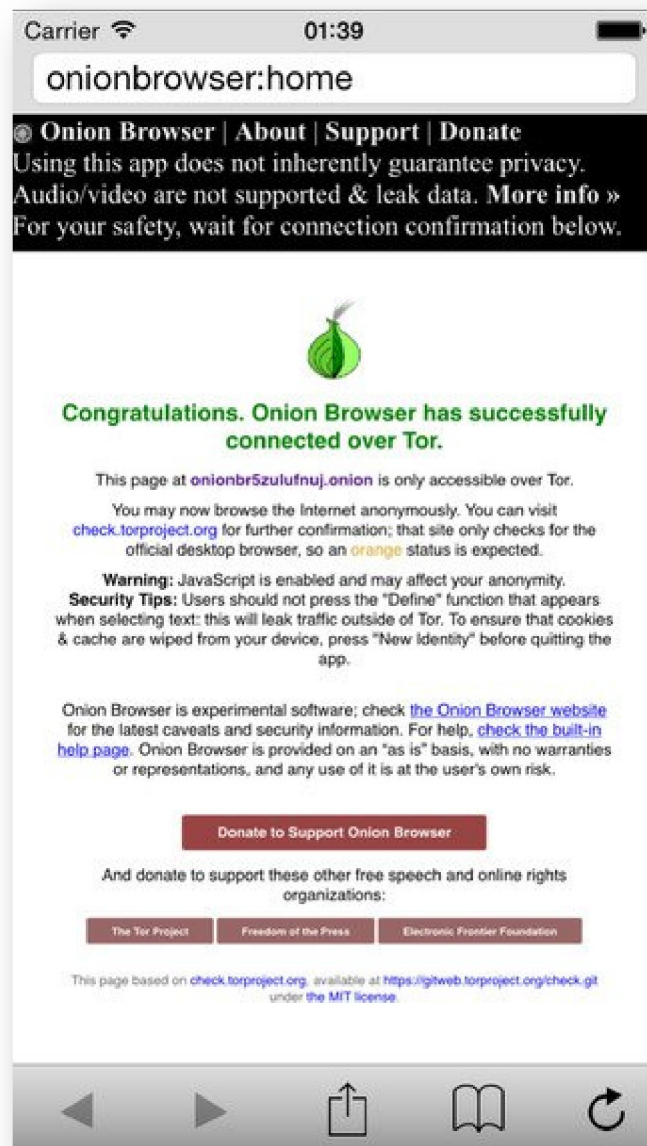 Carrier 01:39
onionbrowser:home
Onion Browser | About | Support | Donate
Using this app does not inherently guarantee privacy.
Audio/video are not supported & leak data. More info »
For your safety, wait for connection confirmation below.
Congratulations. Onion Browser has successfully
connected over Tor.
This page at onionbr5zulufnuj.onion is only accessible over Tor.
You may now browse the Internet anonymously. You can visit
check.torproject.org for further confirmation; that site only checks for the
official desktop browser, so an orange status is expected.
Warning: JavaScript is enabled and may affect your anonymity.
Security Tips: Users should not press the "Define" function that appears
when selecting text: this will leak traffic outside of Tor. To ensure that cookies
& cache are wiped from your device, press "New Identity" before quitting the
app.
Onion Browser is experimental software; check the Onion Browser website
for the latest caveats and security information. For help, check the built-in
help page. Onion Browser is provided on an "as is" basis, with no warranties
or representations, and any use of it is at the user's own risk.
Donate to Support Onion Browser
And donate to support these other free speech and online rights
organizations:
The Tor Project Freedom of the Press Electronic Frontier Foundation
This page based on check.torproject.org, available at https://gitweb.torproject.org/check.git
under the MIT license.